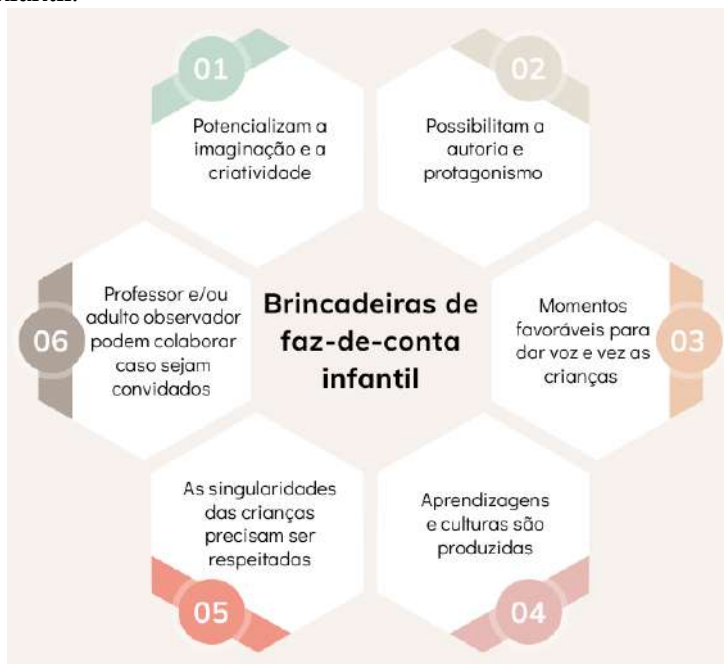 01
Potencializam a
imaginação e a
criatividade
02
Possibilitam a
autoria e
protagonismo
Momentos
favoráveis para
dar voz e vez as
crianças
03
Aprendizagens
e culturas são
produzidas
04
As singularidades
das crianças
precisam ser
respeitadas
05
Professor e/ou
adulto observador
podem colaborar
caso sejam
convidados
06
Brincadeiras de
faz-de-conta
infantil